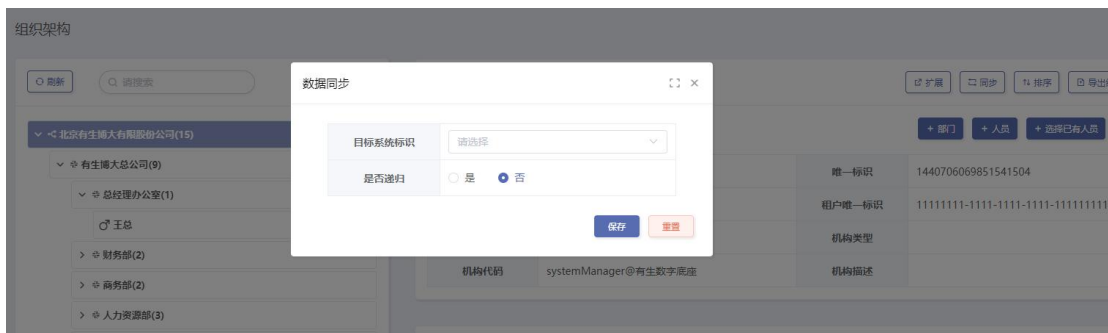 组织架构
刷新
请搜索
扩展
同步
排序
数据同步
北京有生博大有限股份公司(15)
+ 部门
+ 人员
+ 选择已有人员
目标系统标识
请选择
有生博大总公司(9)
唯一标识
1440706069851541504
是否递归
是
否
总经理办公室(1)
租户唯一标识
11111111-1111-1111-1111-111111111
王总
保存
重置
机构类型
财务部(2)
机构代码
systemManager@有生数字底座
机构描述
商务部(2)
人力资源部(3)